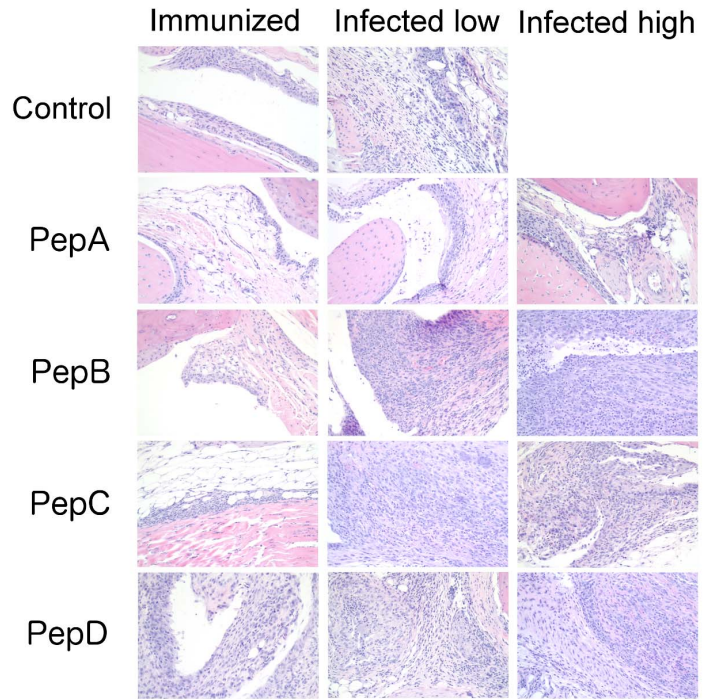 Immunized Infected low Infected high
Control
PepA
PepB
PepC
PepD